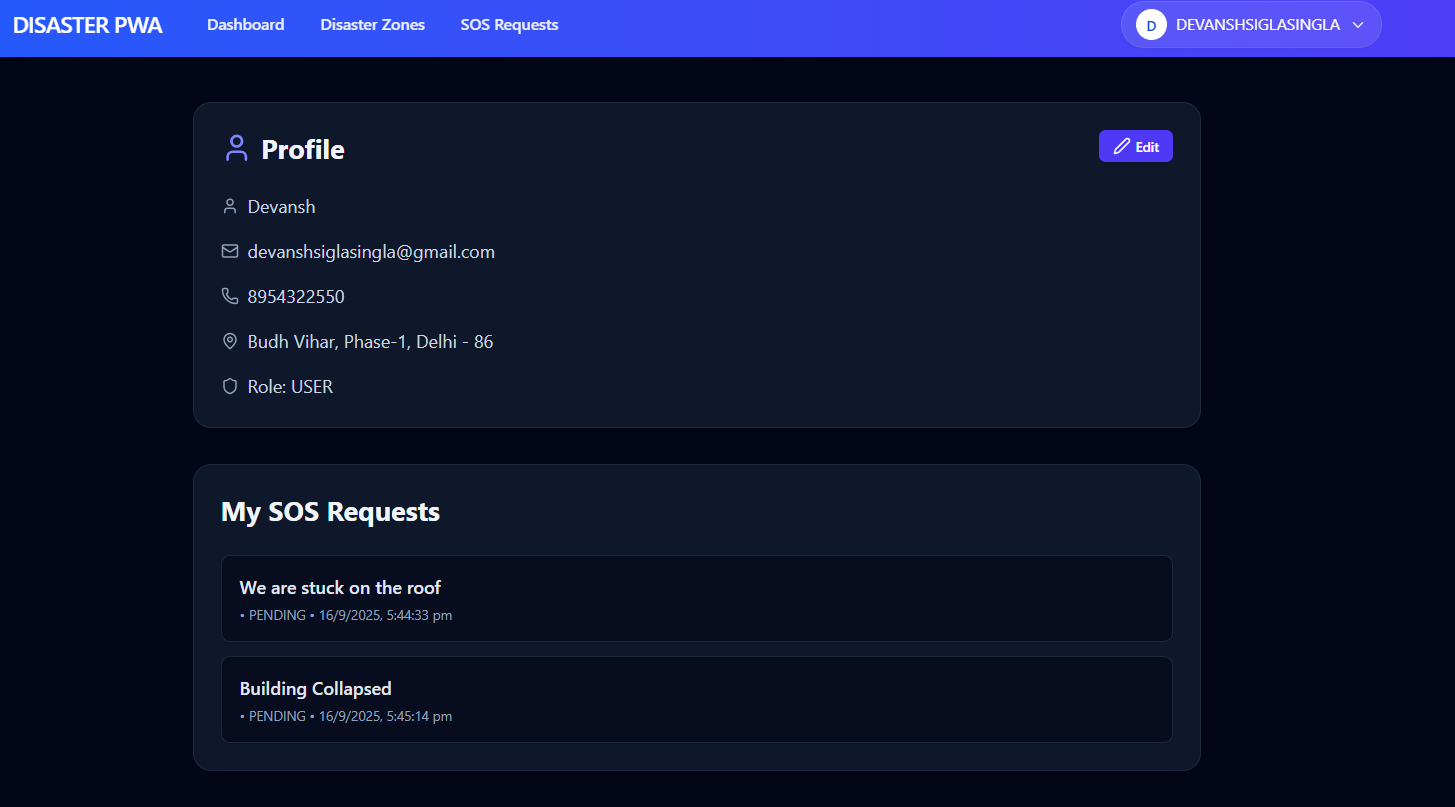 DISASTER PWA Dashboard Disaster Zones SOS Requests D DEVANSHSIGLASINGLA
Profile Edit
Devansh
devanshsiglasingla@gmail.com
8954322550
Budh Vihar, Phase-1, Delhi - 86
Role: USER
My SOS Requests
We are stuck on the roof
• PENDING • 16/9/2025, 5:44:33 pm
Building Collapsed
• PENDING • 16/9/2025, 5:45:14 pm